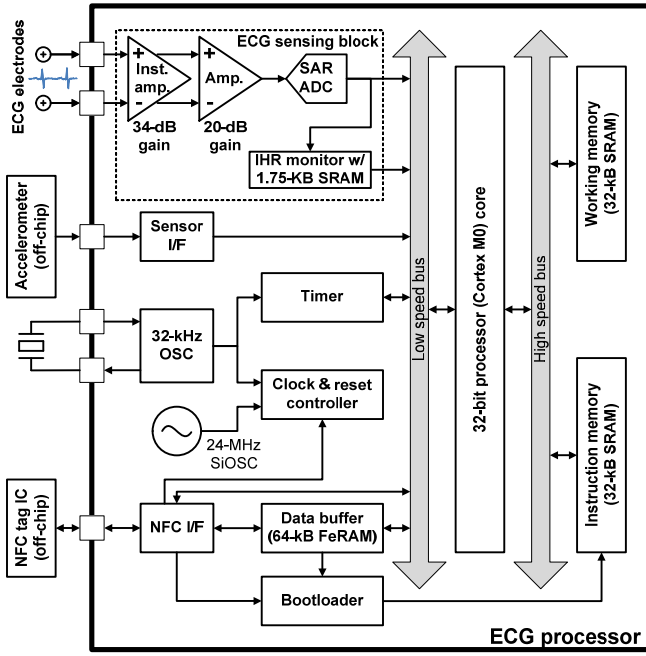 ECG electrodes
ECG sensing block
+
-
Inst.
amp.
34-dB
gain
+
-
Amp.
20-dB
gain
SAR
ADC
IHR monitor w/
1.75-KB SRAM
Accelerometer
(off-chip)
Sensor
I/F
32-kHz
OSC
Timer
Clock & reset
controller
24-MHz
SiOSC
NFC tag IC
(off-chip)
NFC I/F
Data buffer
(64-kB FeRAM)
Bootloader
Low speed bus
32-bit processor (Cortex M0) core
High speed bus
Working memory
(32-kB SRAM)
Instruction memory
(32-kB SRAM)
ECG processor